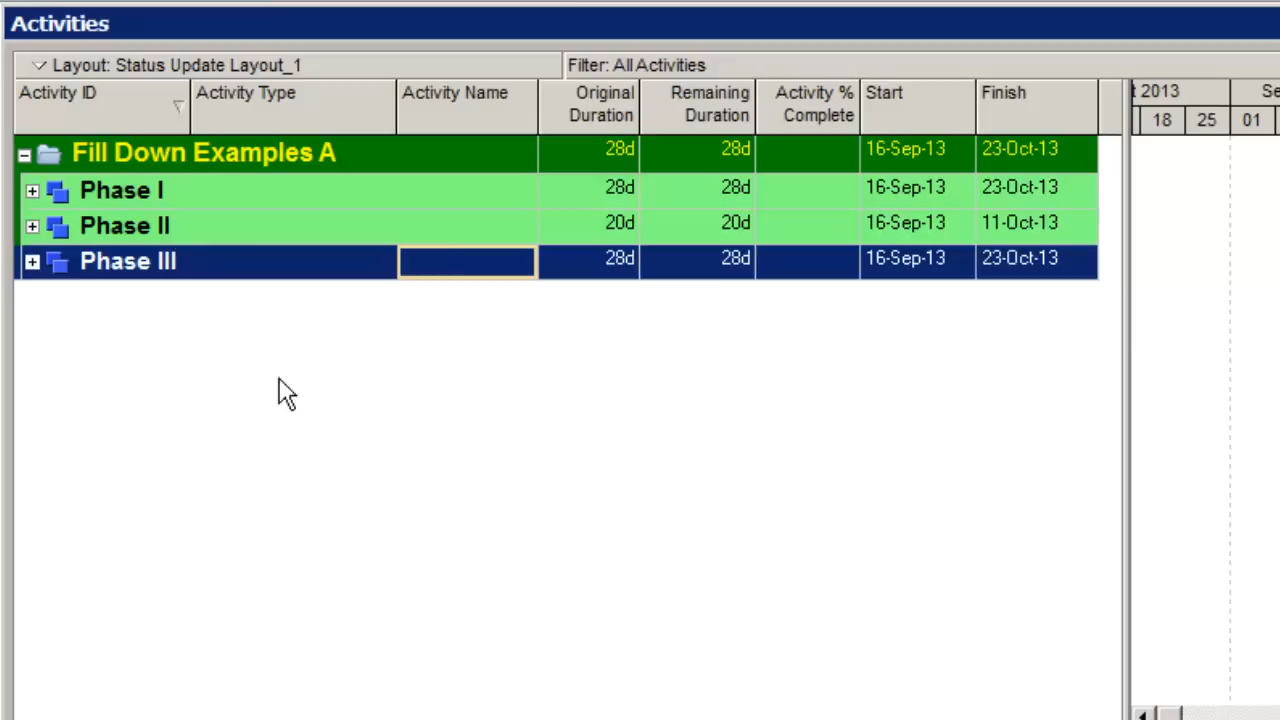 Activities
Layout: Status Update Layout_1 Filter: All Activities
Activity ID Activity Type Activity Name Original Duration Remaining Duration Activity % Complete Start Finish
2013
18 25 01
Fill Down Examples A 28d 28d 16-Sep-13 23-Oct-13
Phase I 28d 28d 16-Sep-13 23-Oct-13
Phase II 20d 20d 16-Sep-13 11-Oct-13
Phase III 28d 28d 16-Sep-13 23-Oct-13